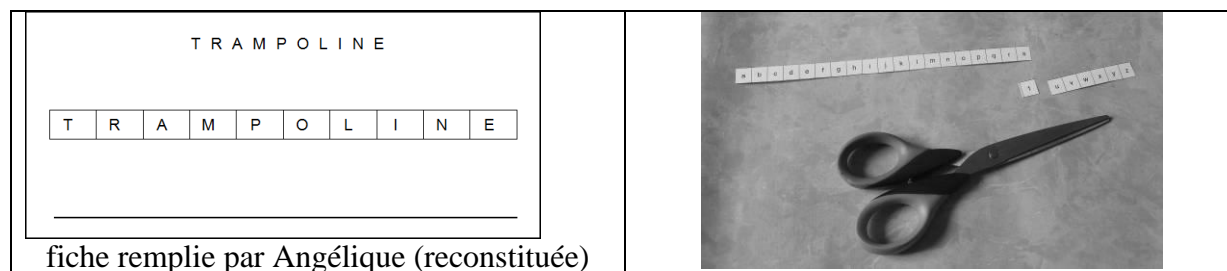 T R A M P O L I N E
T R A M P O L I N E
fiche remplie par Angélique (reconstituée)
a b c d e f g h i j k l m n o p q r s
t
u v w x y z